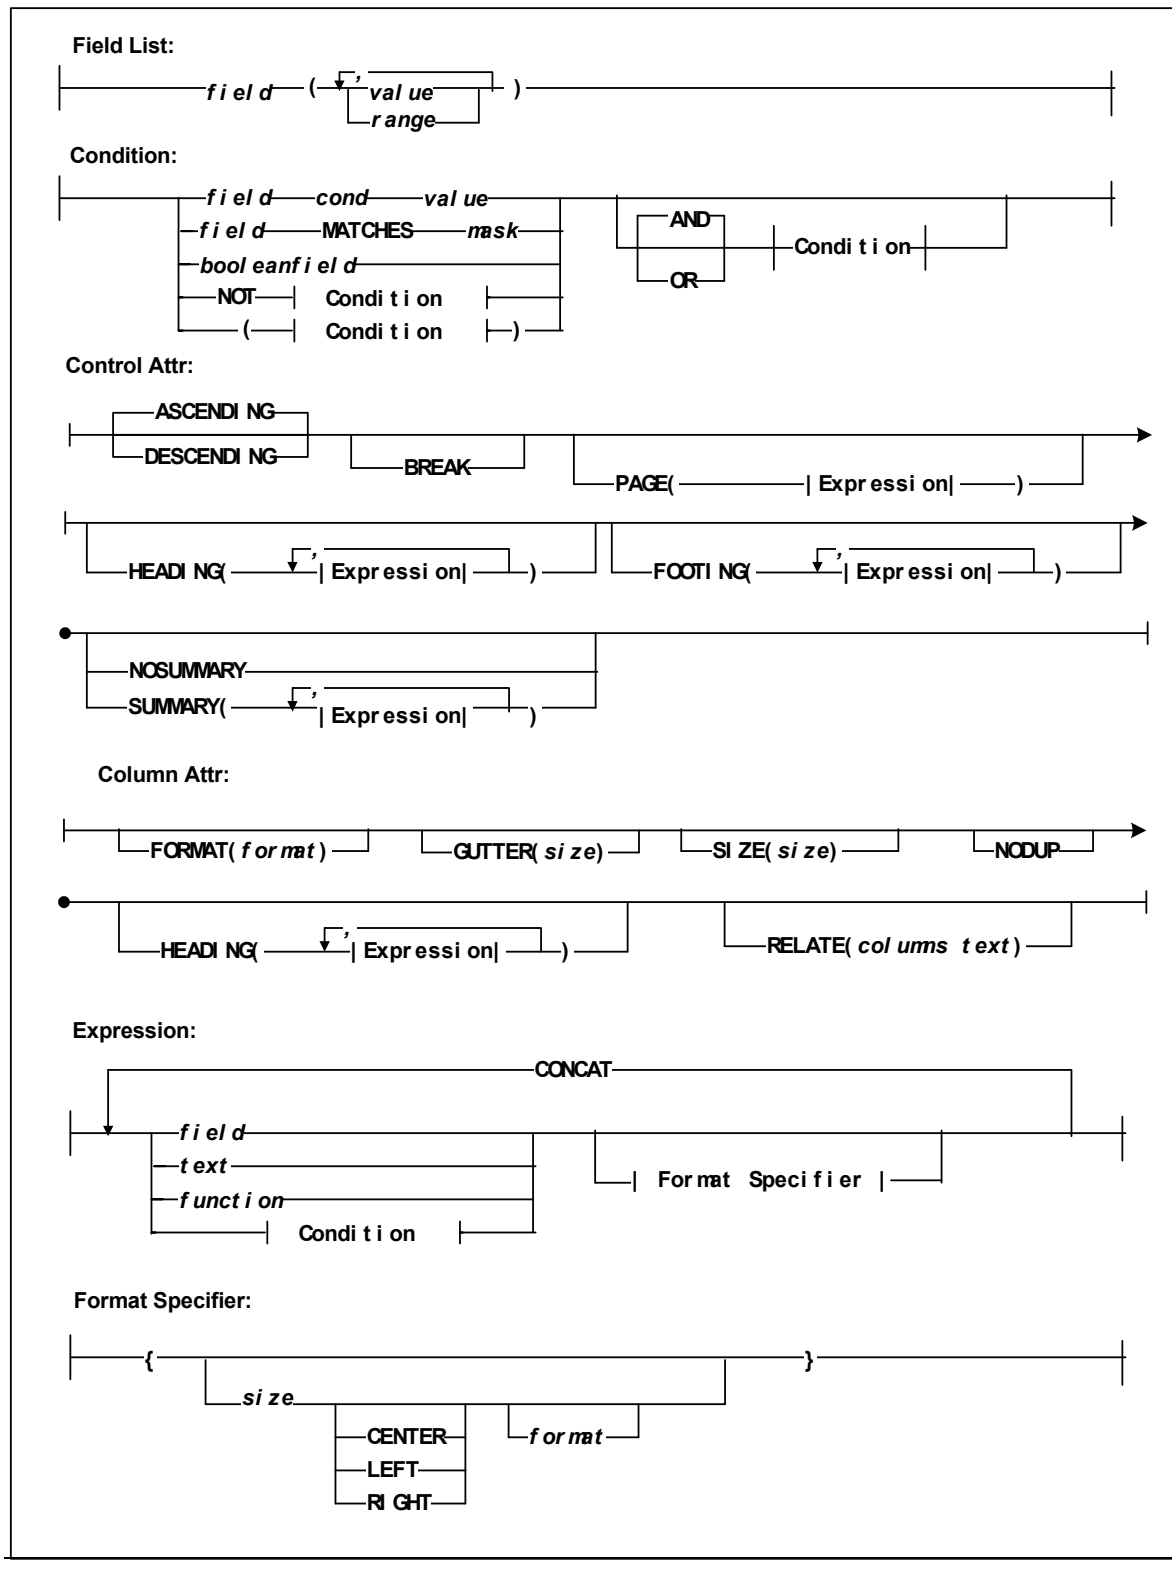 Field List:
field ( , value )
range
Condition:
field cond value AND
field MATCHES mask Condition
booleanfield OR
NOT Condition
( Condition )
Control Attr:
ASCENDING
DESCENDING BREAK PAGE( |Expression| )
HEADING( , |Expression| ) FOOTING( , |Expression| )
NOSUMMARY
SUMMARY( , |Expression| )
Column Attr:
FORMAT(format) GUTTER(size) SIZE(size) NODUP
HEADING( , |Expression| ) RELATE(columns text)
Expression:
CONCAT
field
text
function | Format Specifier |
Condition
Format Specifier:
{ }
size
CENTER format
LEFT
RIGHT